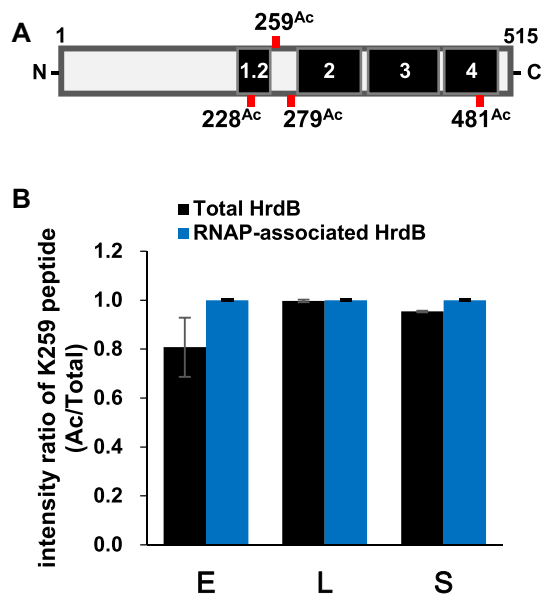 A
1
259Ac
515
N
1.2
2
3
4
C
228Ac
279Ac
481Ac
B
Total HrdB
RNAP-associated HrdB
intensity ratio of K259 peptide
(Ac/Total)
1.2
1.0
0.8
0.6
0.4
0.2
0.0
E
L
S